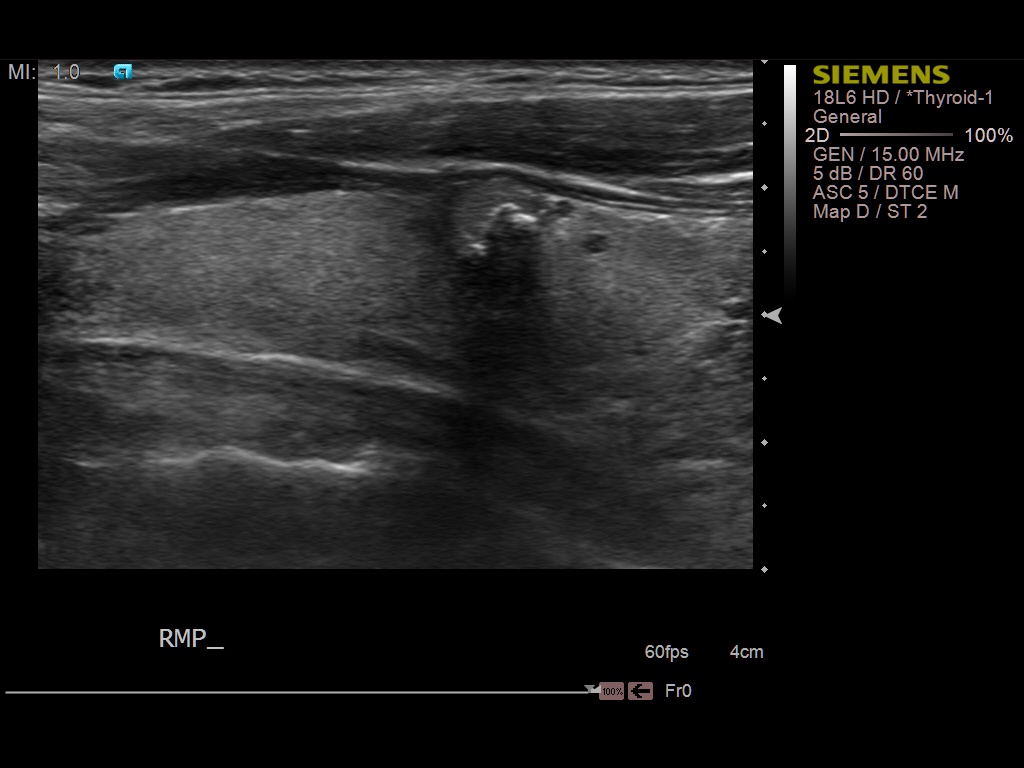 MI: 1.0
SIEMENS
18L6 HD / *Thyroid-1
General
2D 100%
GEN / 15.00 MHz
5 dB / DR 60
ASC 5 / DTCE M
Map D / ST 2
RMP_
60fps 4cm
100% Fr0